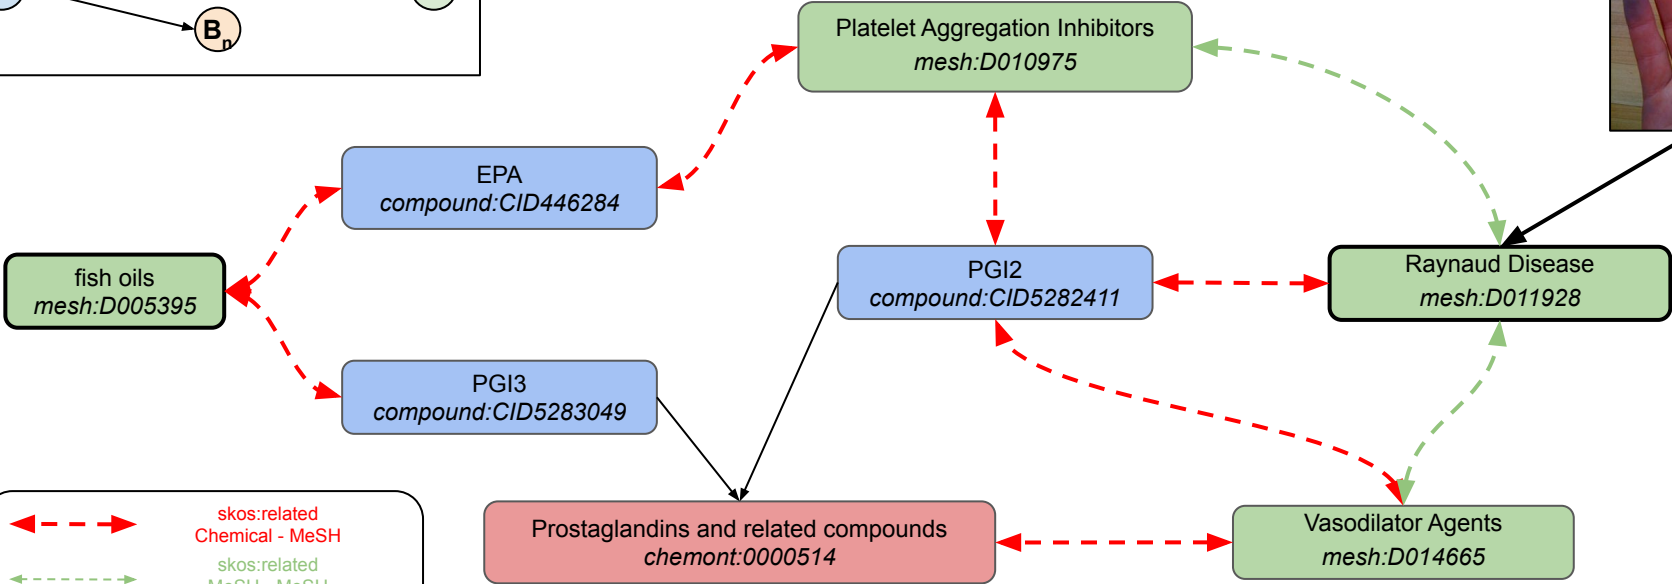 Bn
Platelet Aggregation Inhibitors
mesh:D010975
EPA
compound:CID446284
fish oils
mesh:D005395
PGI2
compound:CID5282411
Raynaud Disease
mesh:D011928
PGI3
compound:CID5283049
Prostaglandins and related compounds
chemont:0000514
Vasodilator Agents
mesh:D014665
skos:related
Chemical - MeSH
skos:related
MeSH - MeSH